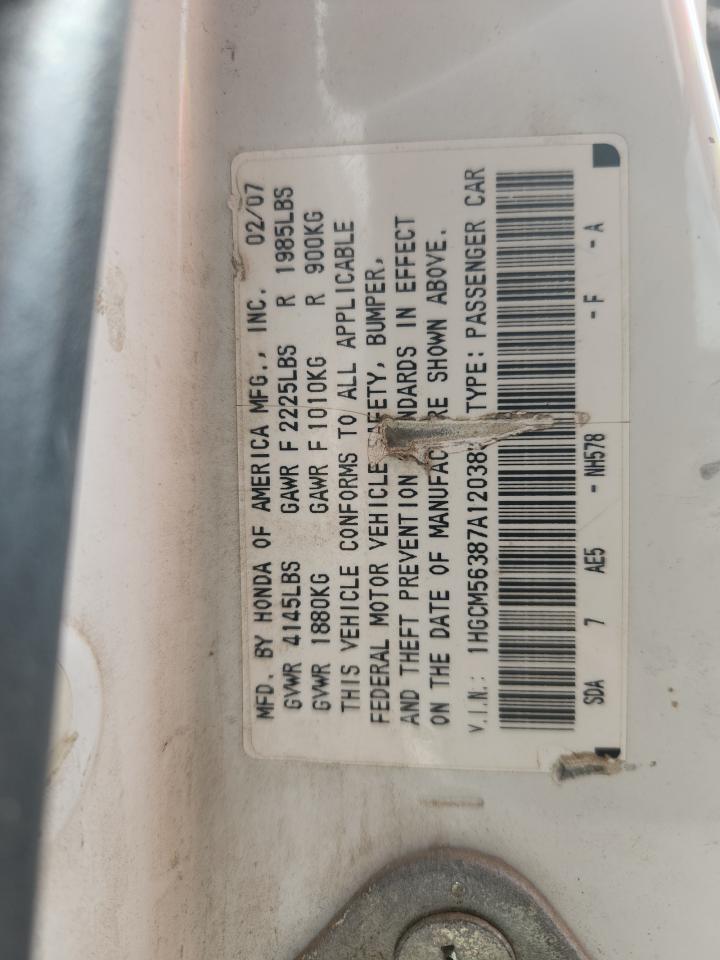 MFD. BY HONDA OF AMERICA MFG., INC. 02/07
GVWR 4145LBS GAWR F 2225LBS R 1985LBS
GVWR 1880KG GAWR F 1010KG R 900KG
THIS VEHICLE CONFORMS TO ALL APPLICABLE
FEDERAL MOTOR VEHICLE SAFETY, BUMPER,
AND THEFT PREVENTION NDARDS IN EFFECT
ON THE DATE OF MANUFAC RE SHOWN ABOVE.
V.I.N.: 1HGCM56387A12038 TYPE: PASSENGER CAR
SDA 7 AE5 - NH578 - F - A